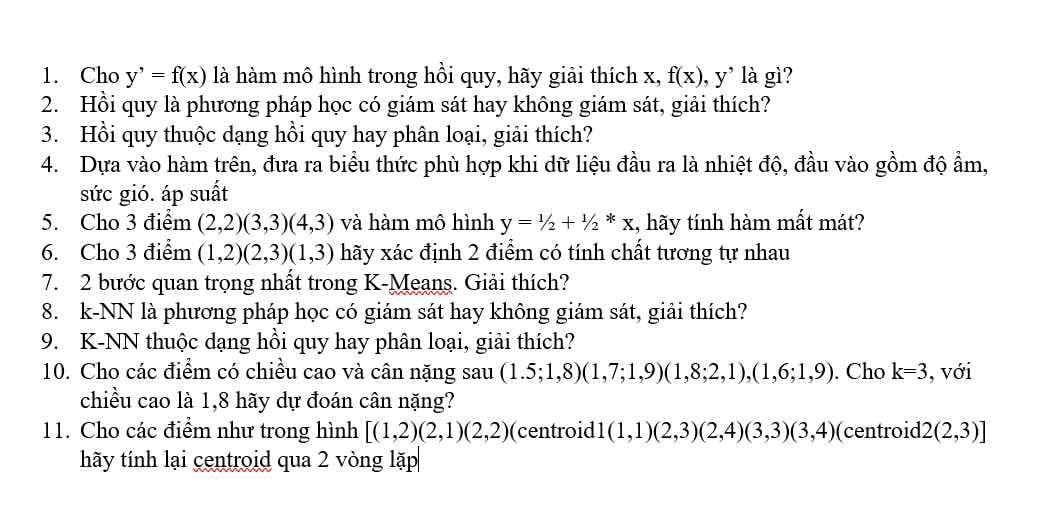 1. Cho y’ = f(x) là hàm mô hình trong hồi quy, hãy giải thích x, f(x), y’ là gì?
2. Hồi quy là phương pháp học có giám sát hay không giám sát, giải thích?
3. Hồi quy thuộc dạng hồi quy hay phân loại, giải thích?
4. Dựa vào hàm trên, đưa ra biểu thức phù hợp khi dữ liệu đầu ra là nhiệt độ, đầu vào gồm độ ẩm,
sức gió. áp suất
5. Cho 3 điểm (2,2)(3,3)(4,3) và hàm mô hình y = ½ + ½ * x, hãy tính hàm mất mát?
6. Cho 3 điểm (1,2)(2,3)(1,3) hãy xác định 2 điểm có tính chất tương tự nhau
7. 2 bước quan trọng nhất trong K-Means. Giải thích?
8. k-NN là phương pháp học có giám sát hay không giám sát, giải thích?
9. K-NN thuộc dạng hồi quy hay phân loại, giải thích?
10. Cho các điểm có chiều cao và cân nặng sau (1.5;1,8)(1,7;1,9)(1,8;2,1),(1,6;1,9). Cho k=3, với
chiều cao là 1,8 hãy dự đoán cân nặng?
11. Cho các điểm như trong hình [(1,2)(2,1)(2,2)(centroid1(1,1)(2,3)(2,4)(3,3)(3,4)(centroid2(2,3)]
hãy tính lại centroid qua 2 vòng lặp